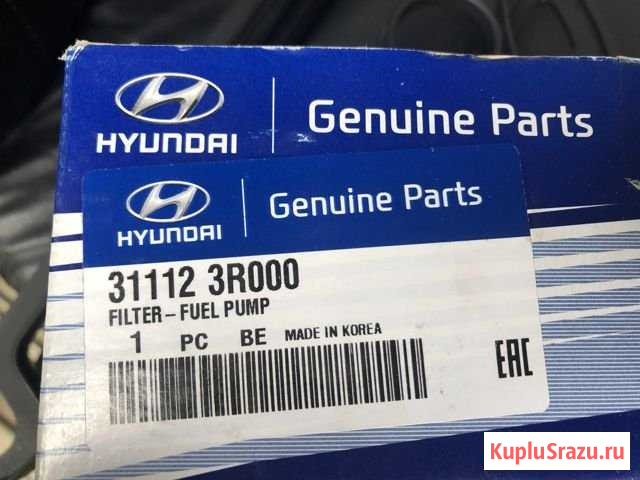 HYUNDAI
Genuine Parts
HYUNDAI
Genuine Parts
31112 3R000
FILTER-FUEL PUMP
1 PC BE MADE IN KOREA
EAC
KupluSrazu.ru